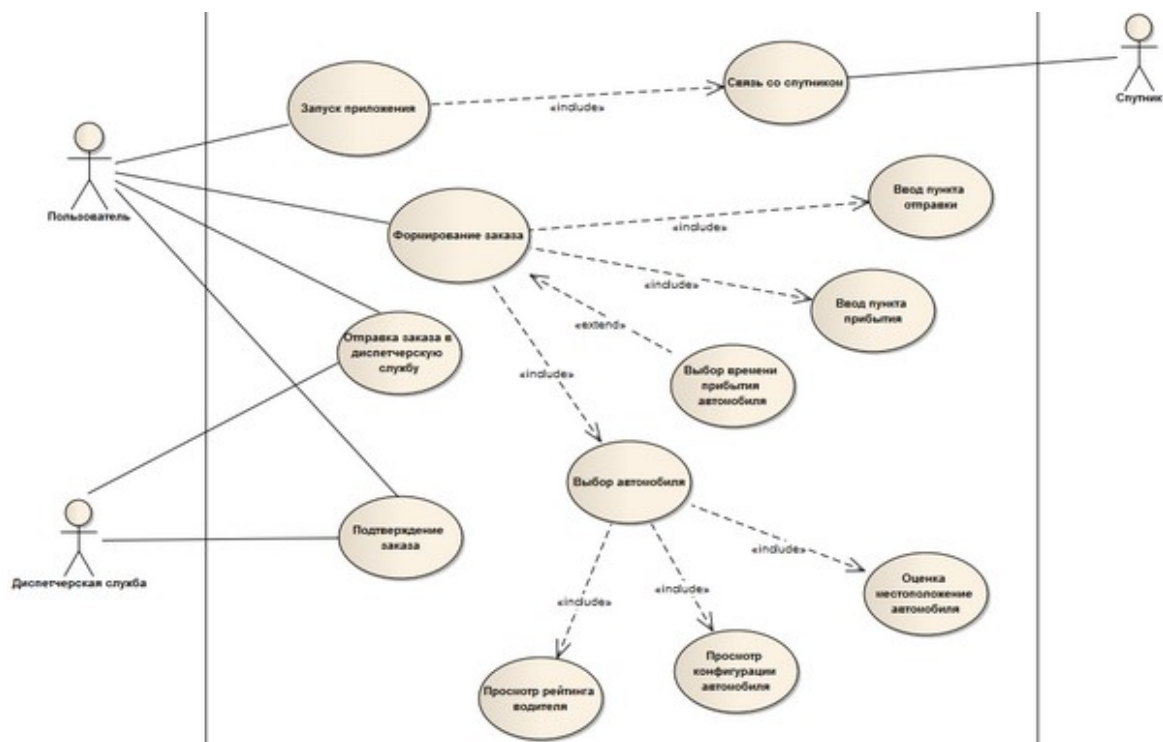 Спутник
Связь со спутником
Запуск приложения
«include»
Пользователь
Ввод пункта
отправки
Формирование заказа
«include»
«include»
Ввод пункта
прибытия
«extend»
Отправка заказа в
диспетчерскую
службу
«include»
Выбор времени
прибытия
автомобиля
Выбор автомобиля
Подтверждение
заказа
Диспетчерская служба
«include»
Оценка
местоположение
автомобиля
«include»
«include»
Просмотр
конфигурации
автомобиля
Просмотр рейтинга
водителя